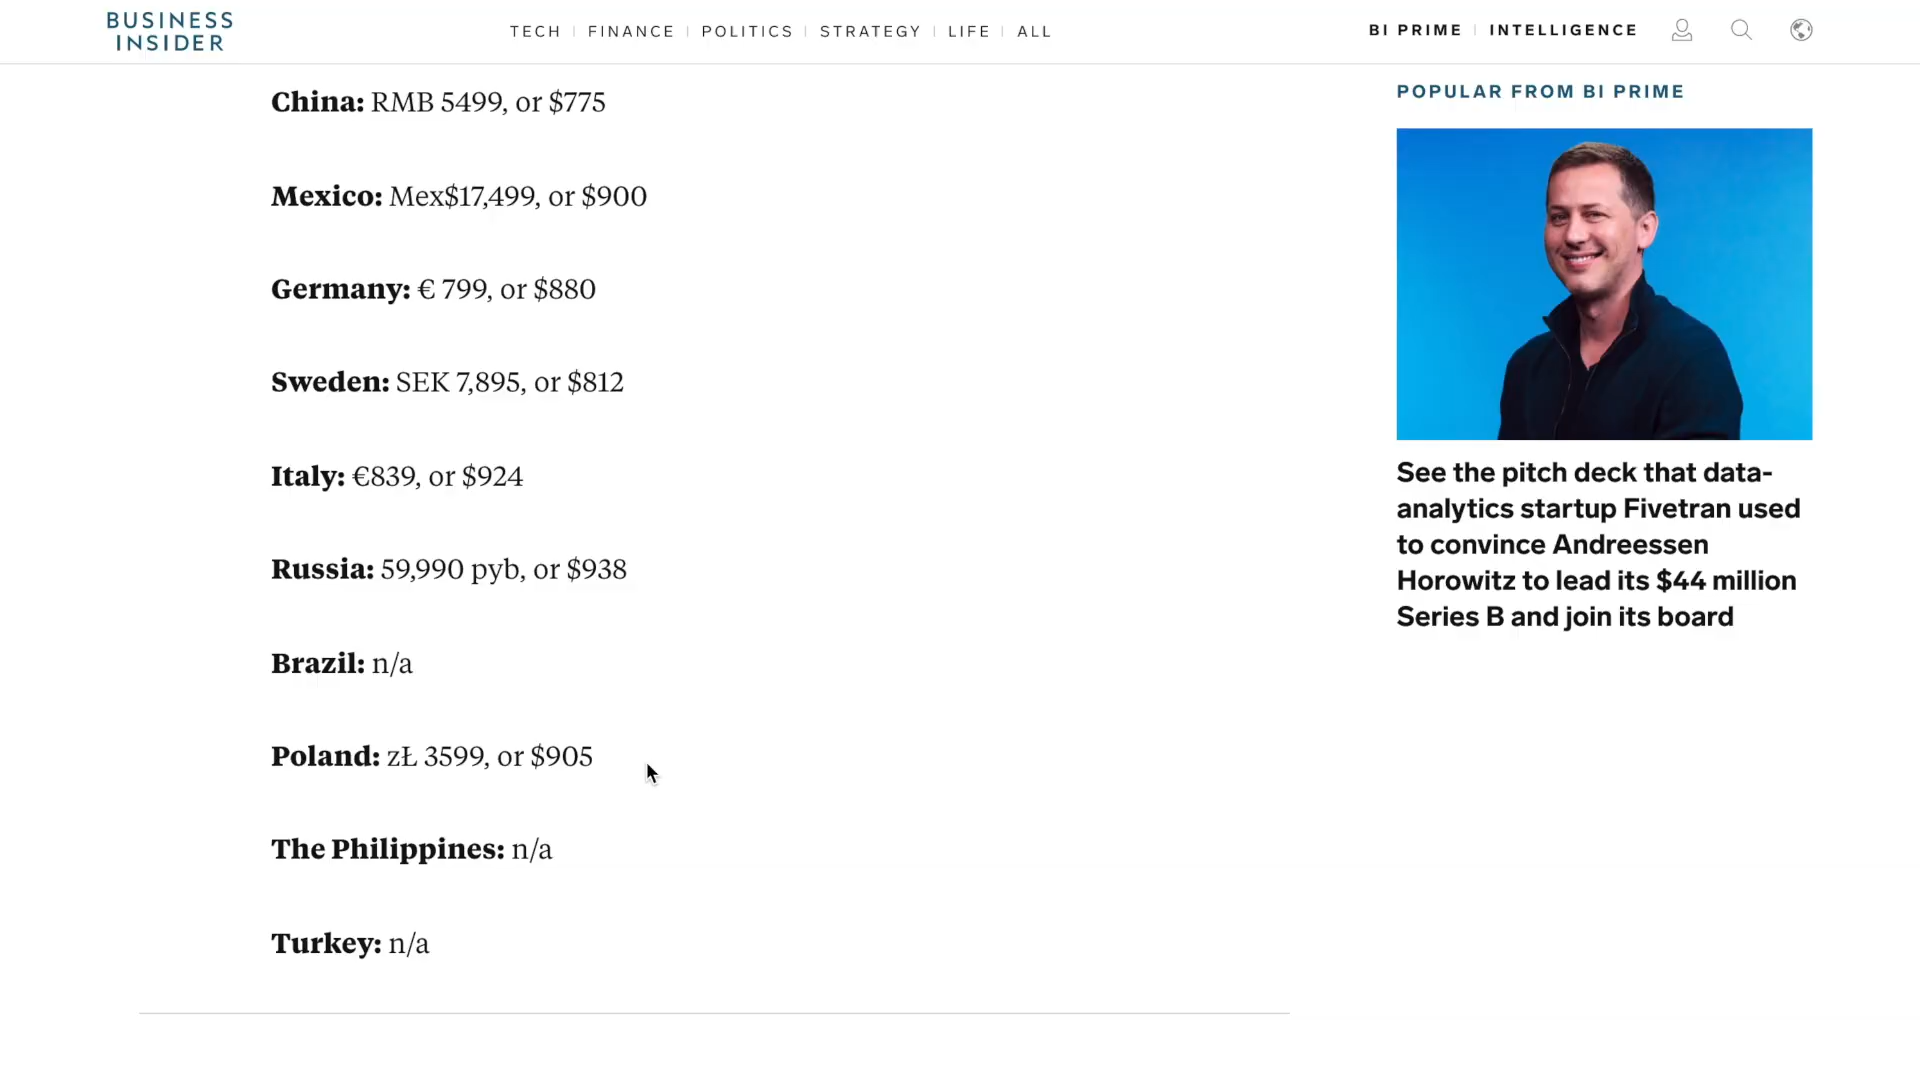 BUSINESS
INSIDER
TECH | FINANCE | POLITICS | STRATEGY | LIFE | ALL
BI PRIME | INTELLIGENCE
China: RMB 5499, or $775
Mexico: Mex$17,499, or $900
Germany: € 799, or $880
Sweden: SEK 7,895, or $812
Italy: €839, or $924
Russia: 59,990 pyb, or $938
Brazil: n/a
Poland: zŁ 3599, or $905
The Philippines: n/a
Turkey: n/a
POPULAR FROM BI PRIME
See the pitch deck that data-
analytics startup Fivetran used
to convince Andreessen
Horowitz to lead its $44 million
Series B and join its board